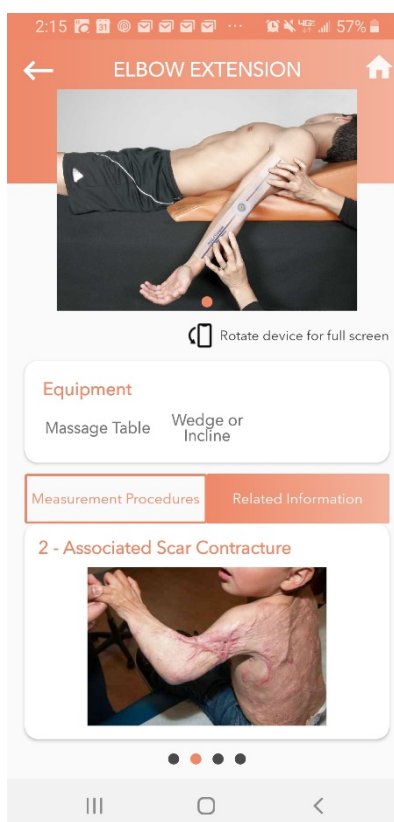 2:15 57%
ELBOW EXTENSION
Rotate device for full screen
Equipment
Massage Table
Wedge or
Incline
Measurement Procedures
Related Information
2 - Associated Scar Contracture